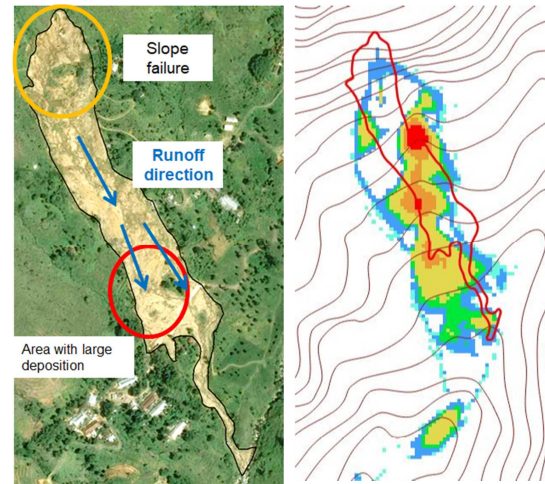 Slope
failure
Runoff
direction
Area with large
deposition